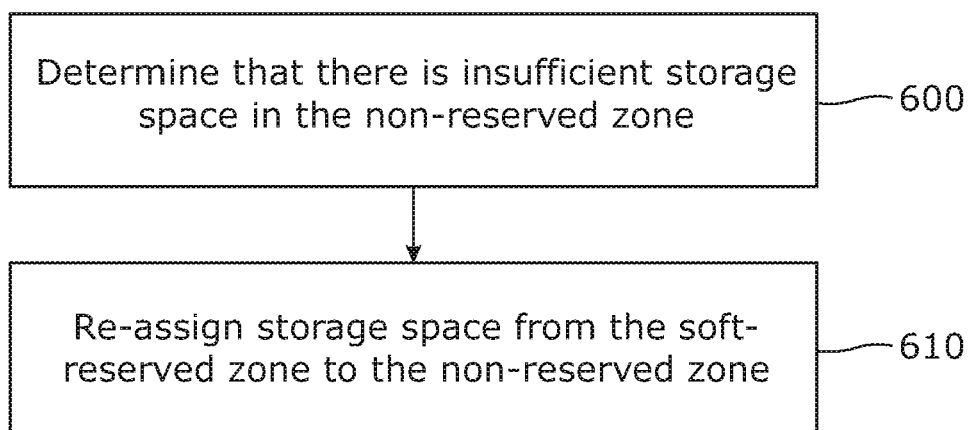 Determine that there is insufficient storage
space in the non-reserved zone
600
Re-assign storage space from the soft-
reserved zone to the non-reserved zone
610